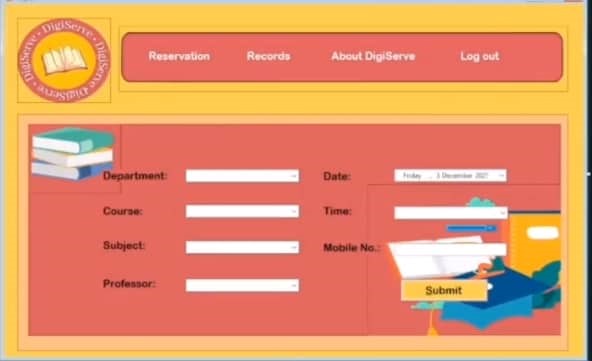 DigiServe • DigiServe • DigiServe • DigiServe •
Reservation Records About DigiServe Log out
Department:
Course:
Subject:
Professor:
Date: Friday , 3 December 2021
Time:
Mobile No.:
Submit